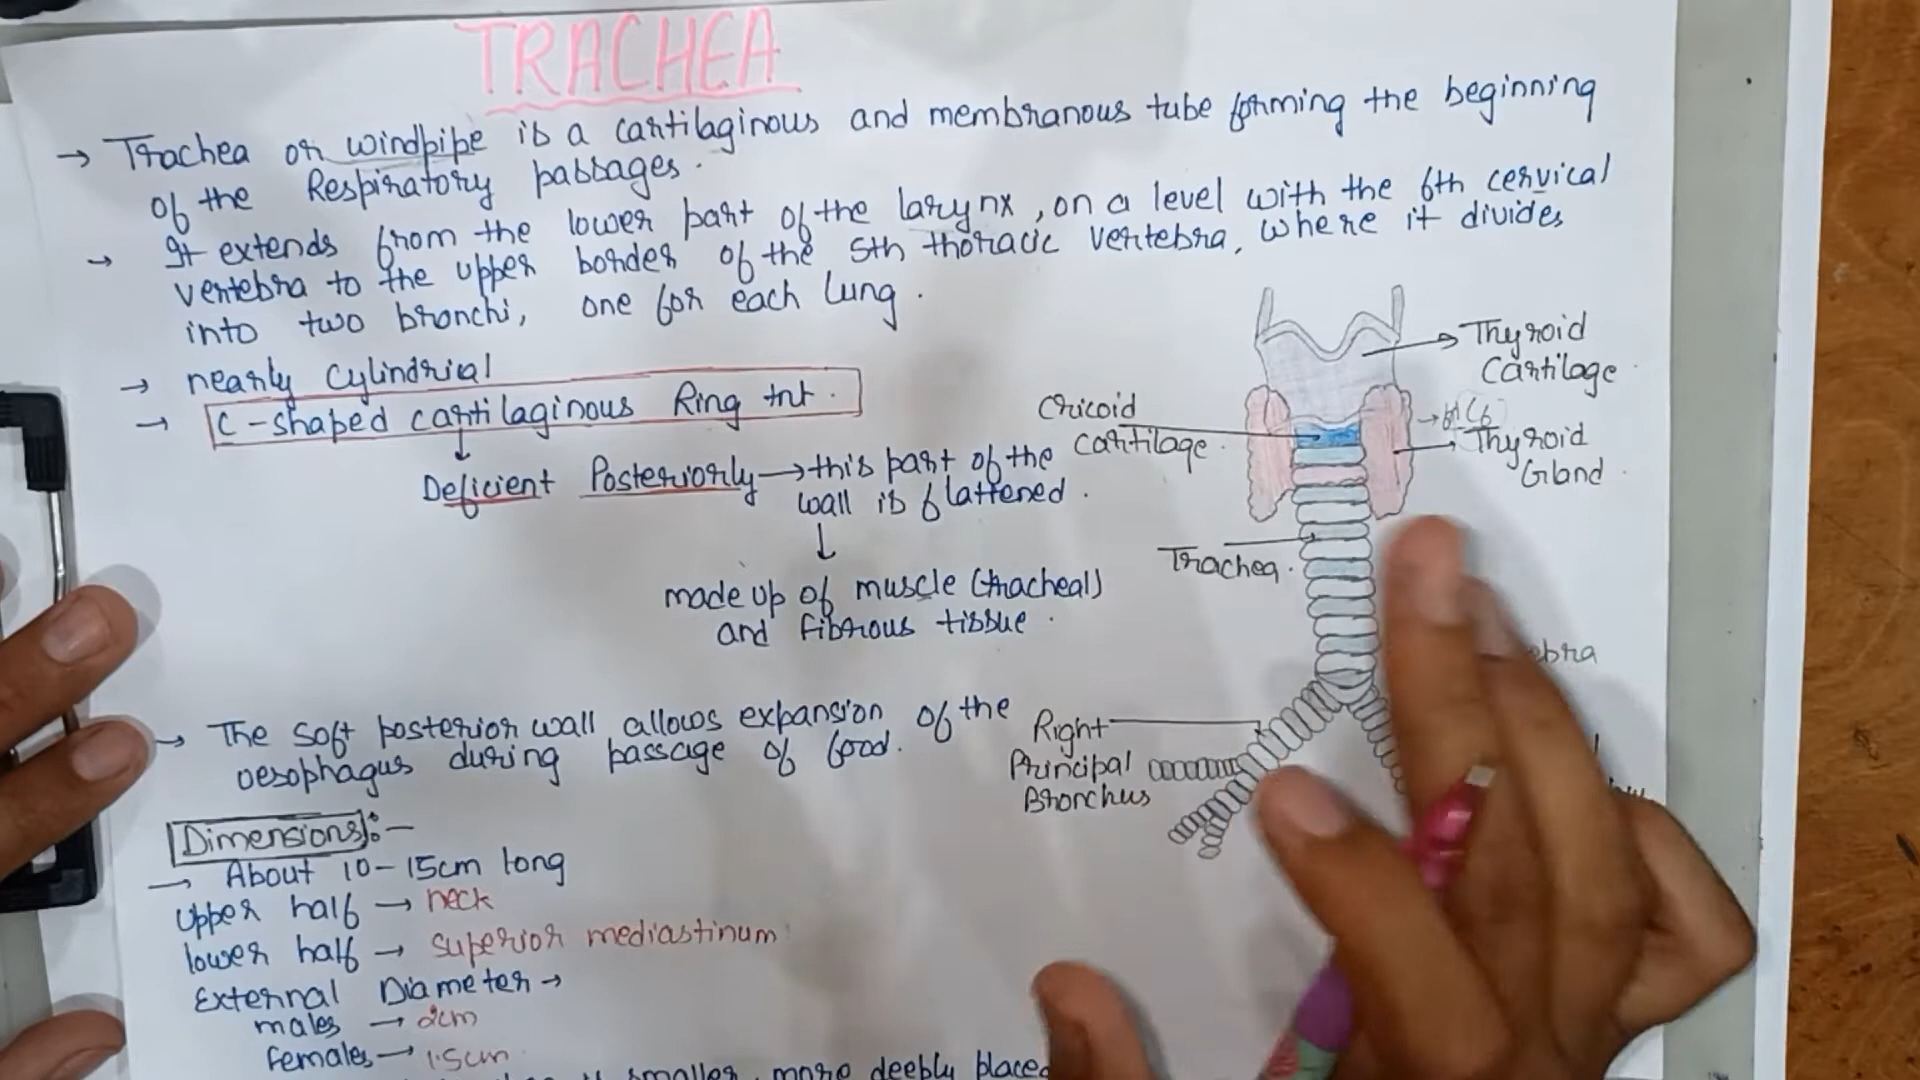 TRACHEA
→ Trachea or windpipe is a cartilaginous and membranous tube forming the beginning
of the Respiratory passages.
→ It extends from the lower part of the larynx, on a level with the 6th cervical
vertebra to the upper border of the 5th thoracic vertebra, where it divides
into two bronchi, one for each lung.
→ nearly Cylindrical
→ C-shaped cartilaginous Ring tnt.
Deficient Posteriorly → this part of the
wall is flattened.
↓
made up of muscle (tracheal)
and fibrous tissue.
→ The soft posterior wall allows expansion of the
oesophagus during passage of food.
Dimensions:-
→ About 10-15cm long
Upper half → neck
lower half → superior mediastinum
External Diameter →
males → 2cm
females → 1.5cm
smaller, more deeply placed
Thyroid
Cartilage
Cricoid
Cartilage
→ C6
Thyroid
Gland
Trachea
ebra
Right
Principal
Bronchus